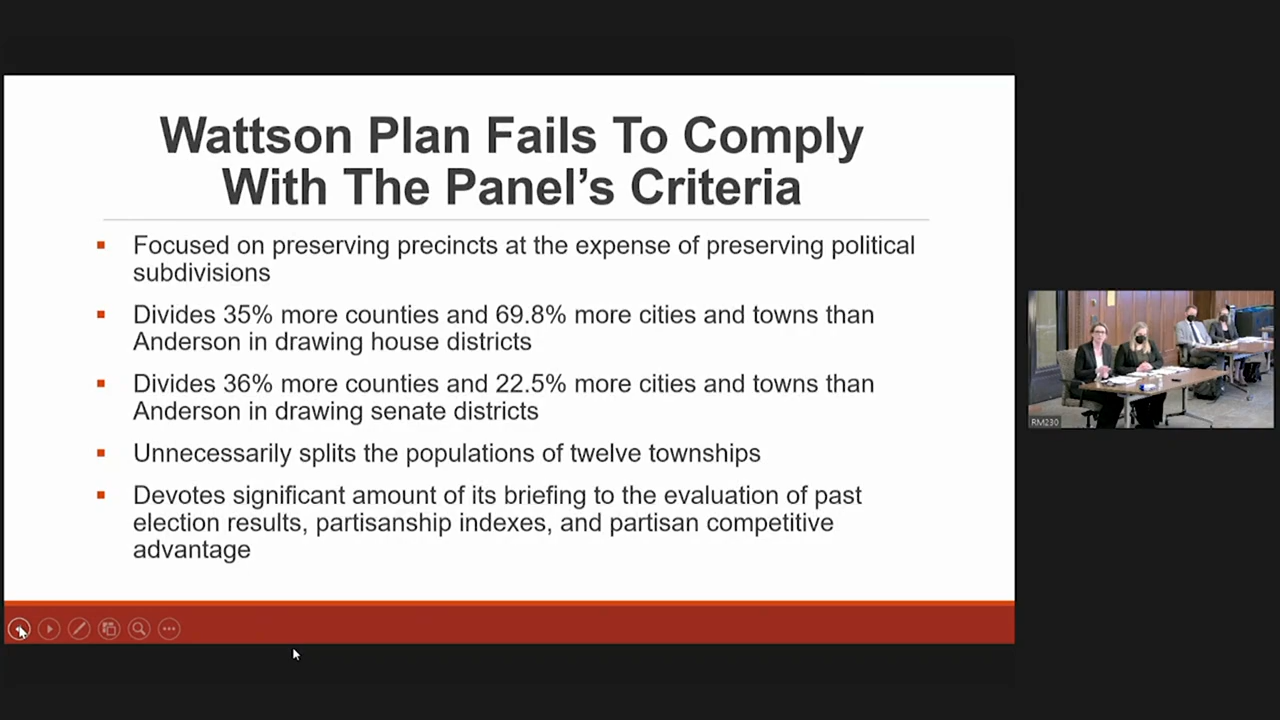 Wattson Plan Fails To Comply
With The Panel's Criteria
Focused on preserving precincts at the expense of preserving political
subdivisions
Divides 35% more counties and 69.8% more cities and towns than
Anderson in drawing house districts
Divides 36% more counties and 22.5% more cities and towns than
Anderson in drawing senate districts
Unnecessarily splits the populations of twelve townships
Devotes significant amount of its briefing to the evaluation of past
election results, partisanship indexes, and partisan competitive
advantage
RM230